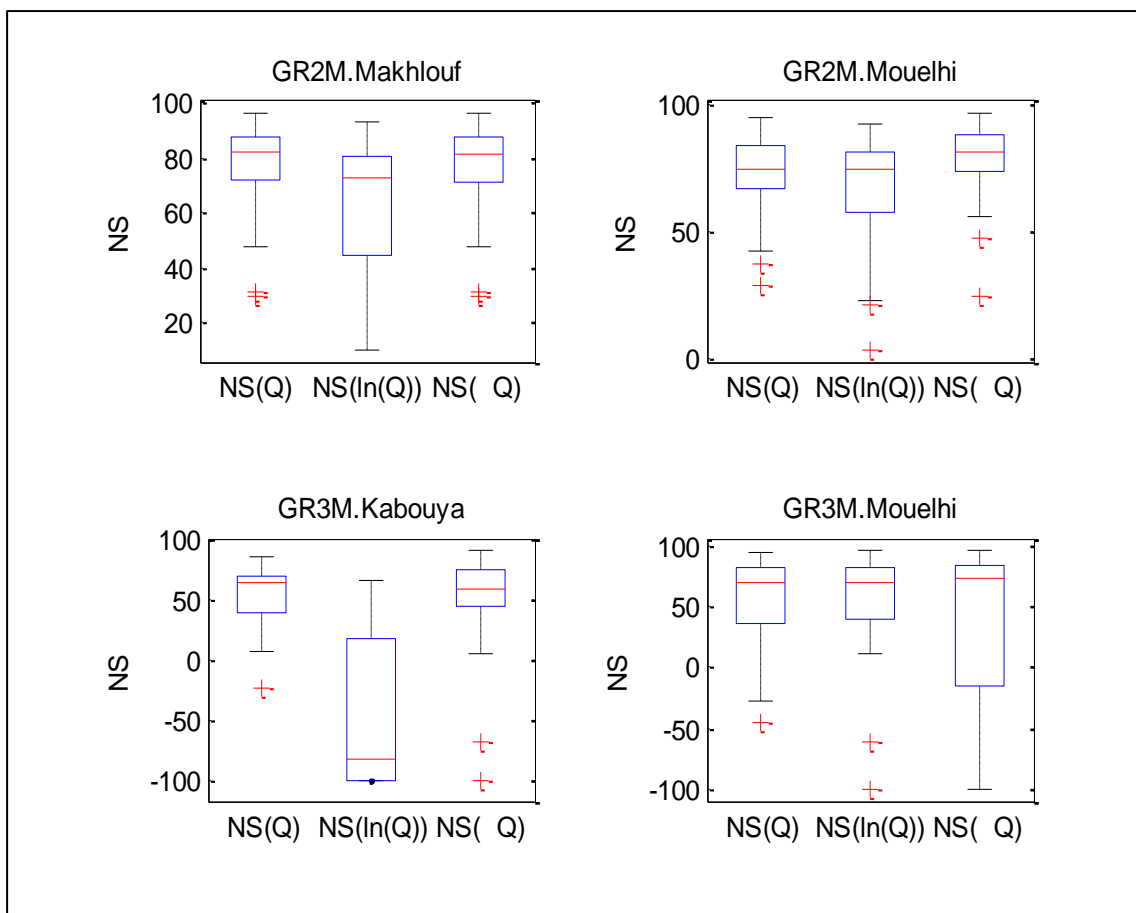 GR2M.Makhlouf
100
80
60
40
20
NS
NS(Q) NS(ln(Q)) NS( Q)
GR2M.Mouelhi
100
50
0
NS
NS(Q) NS(ln(Q)) NS( Q)
GR3M.Kabouya
100
50
0
-50
-100
NS
NS(Q) NS(ln(Q)) NS( Q)
GR3M.Mouelhi
100
50
0
-50
-100
NS
NS(Q) NS(ln(Q)) NS( Q)